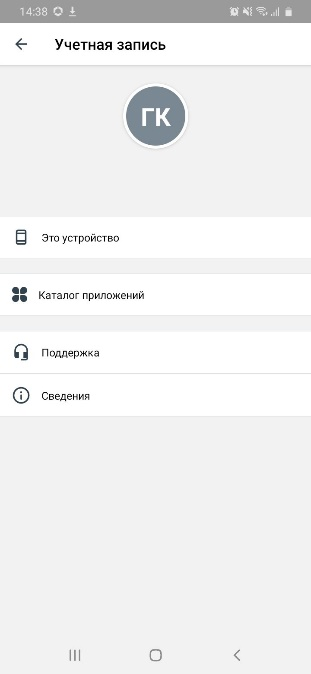 14:38
Учетная запись
ГК
Это устройство
Каталог приложений
Поддержка
Сведения